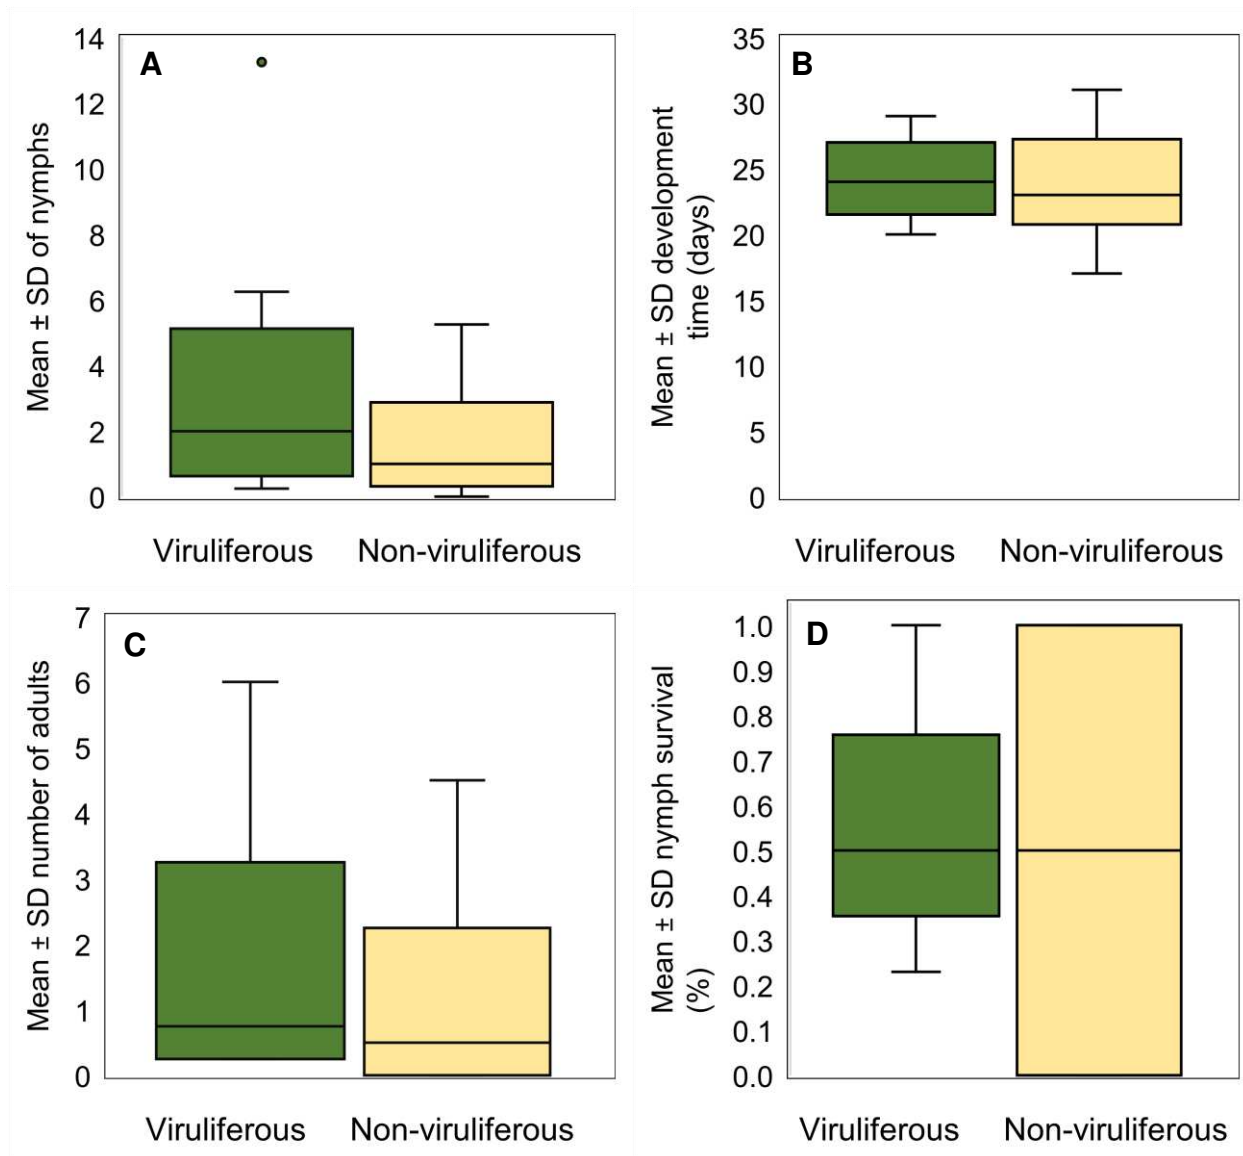 A
Mean ± SD of nymphs
14
12
10
8
6
4
2
0
Viruliferous
Non-viruliferous
B
Mean ± SD development
time (days)
35
30
25
20
15
10
5
0
Viruliferous
Non-viruliferous
C
Mean ± SD number of adults
7
6
5
4
3
2
1
0
Viruliferous
Non-viruliferous
D
Mean ± SD nymph survival
(%)
1.0
0.9
0.8
0.7
0.6
0.5
0.4
0.3
0.2
0.1
0.0
Viruliferous
Non-viruliferous